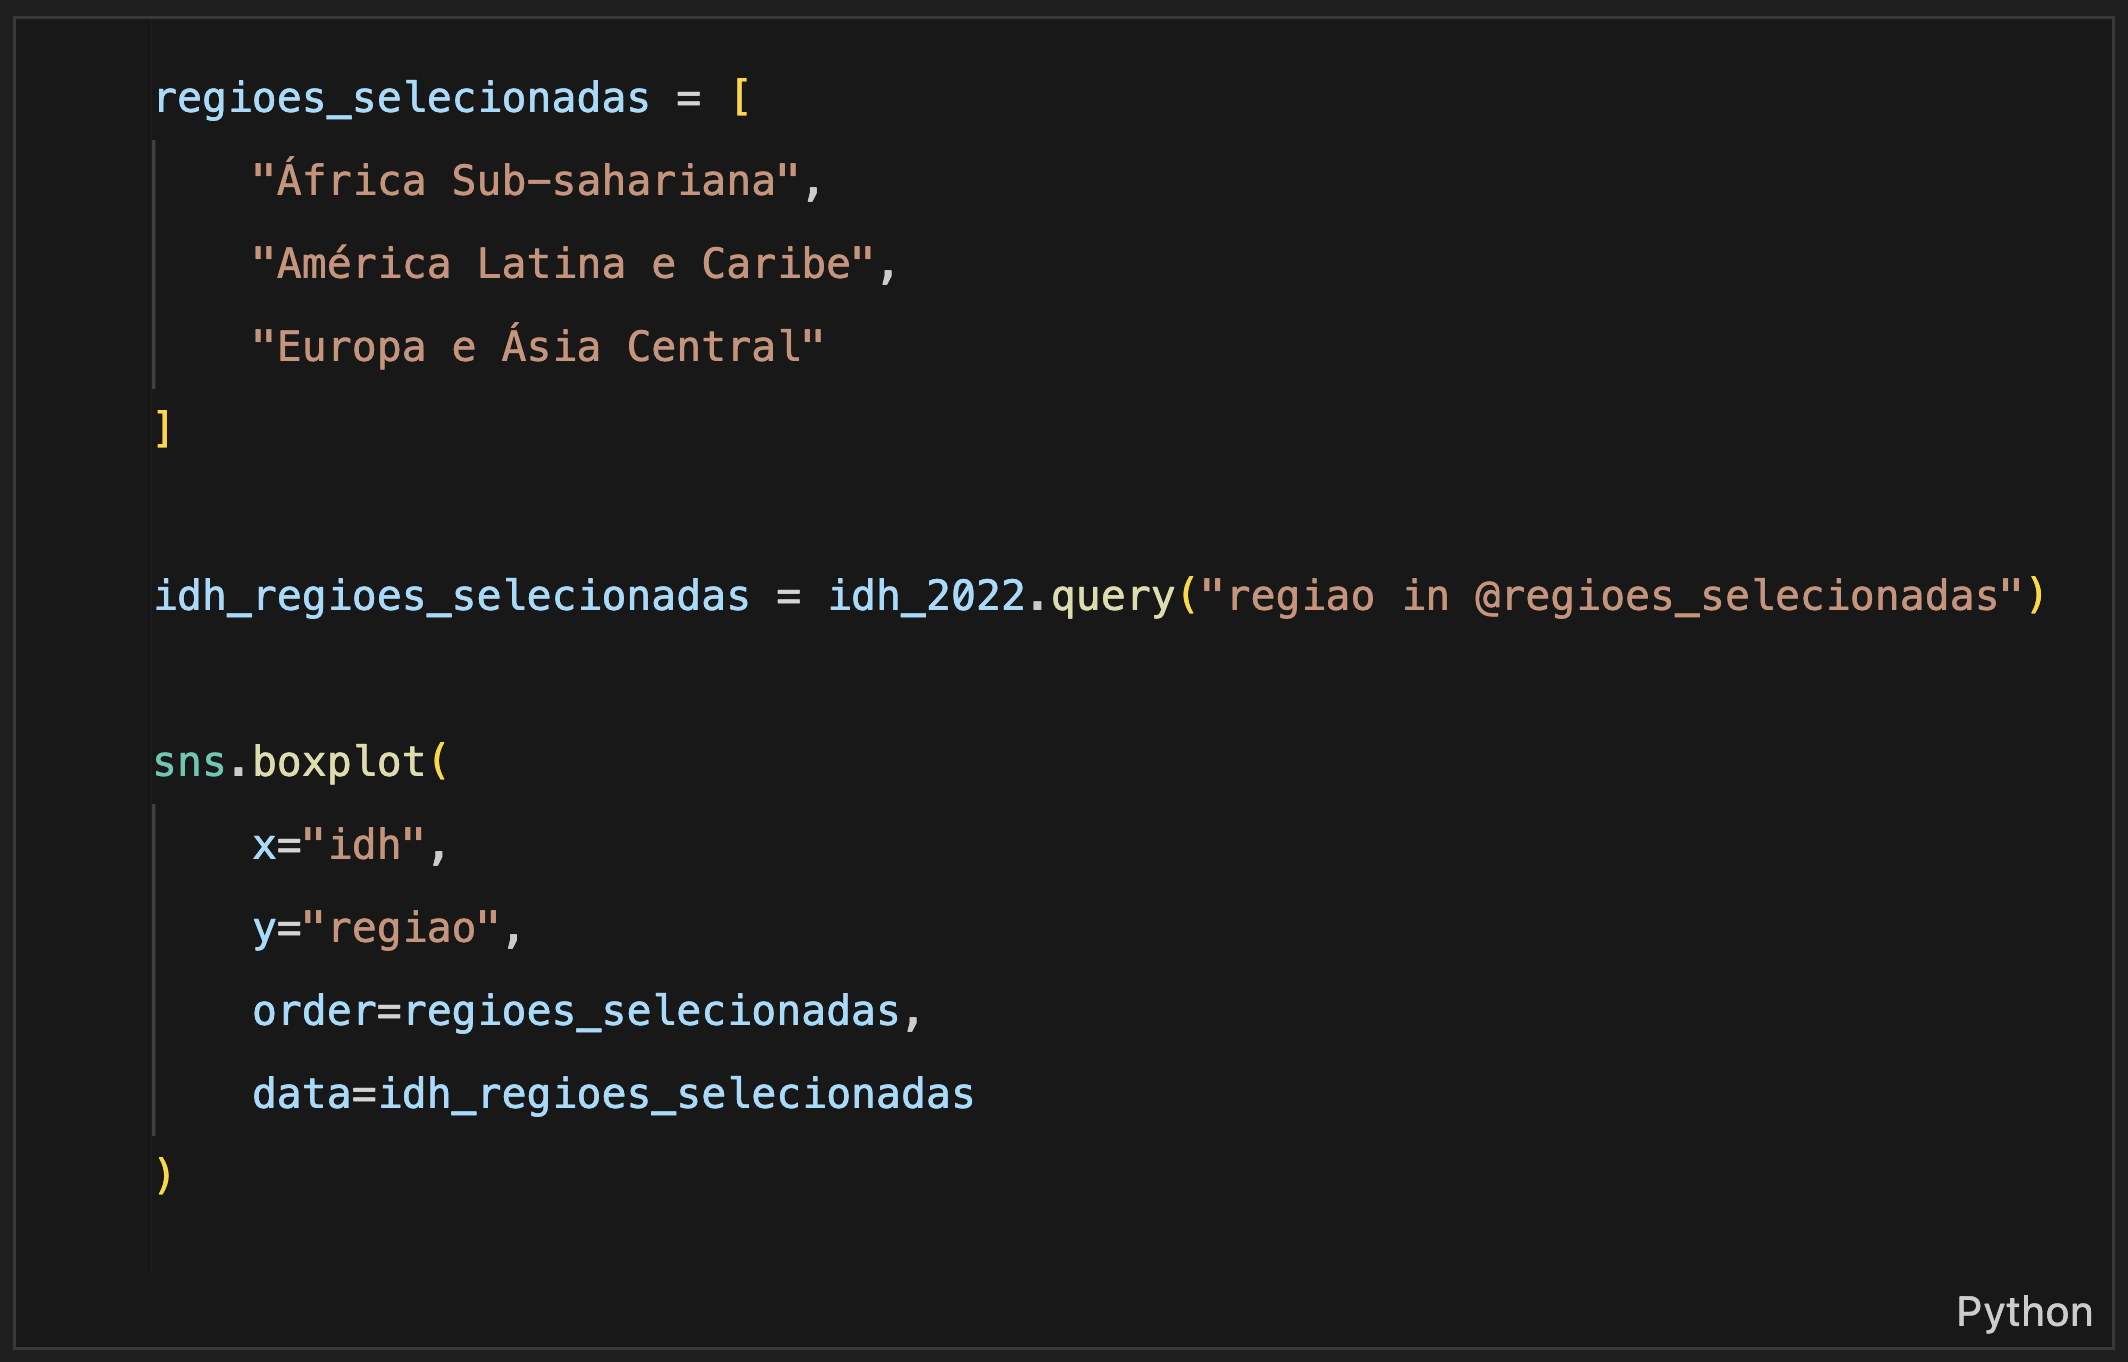 regioes_selecionadas = [
    "África Sub-sahariana",
    "América Latina e Caribe",
    "Europa e Ásia Central"
]
idh_regioes_selecionadas = idh_2022.query("regiao in @regioes_selecionadas")
sns.boxplot(
    x="idh",
    y="regiao",
    order=regioes_selecionadas,
    data=idh_regioes_selecionadas
)
Python